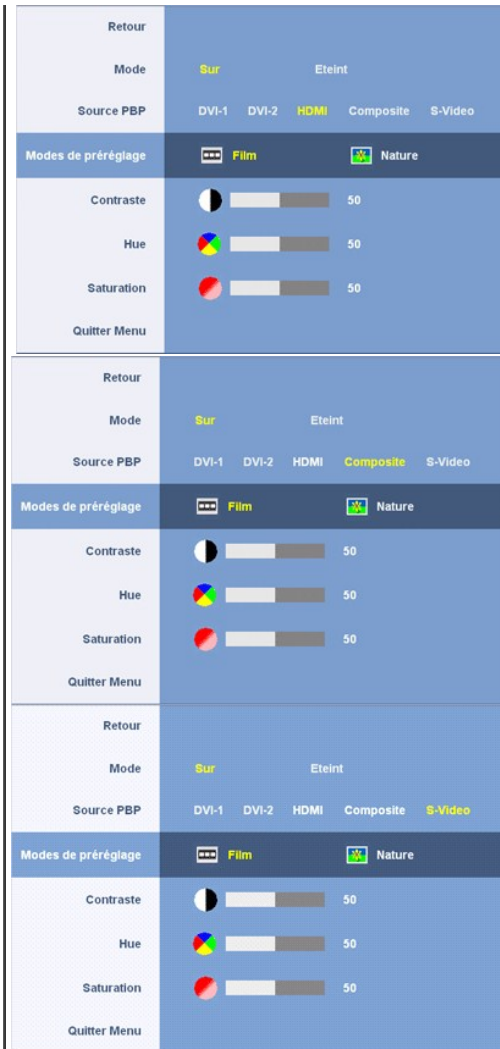 Retour
Mode Sur Eteint
Source PBP DVI-1 DVI-2 HDMI Composite S-Video
Modes de préréglage Film Nature
Contraste 50
Hue 50
Saturation 50
Quitter Menu
Retour
Mode Sur Eteint
Source PBP DVI-1 DVI-2 HDMI Composite S-Video
Modes de préréglage Film Nature
Contraste 50
Hue 50
Saturation 50
Quitter Menu
Retour
Mode Sur Eteint
Source PBP DVI-1 DVI-2 HDMI Composite S-Video
Modes de préréglage Film Nature
Contraste 50
Hue 50
Saturation 50
Quitter Menu